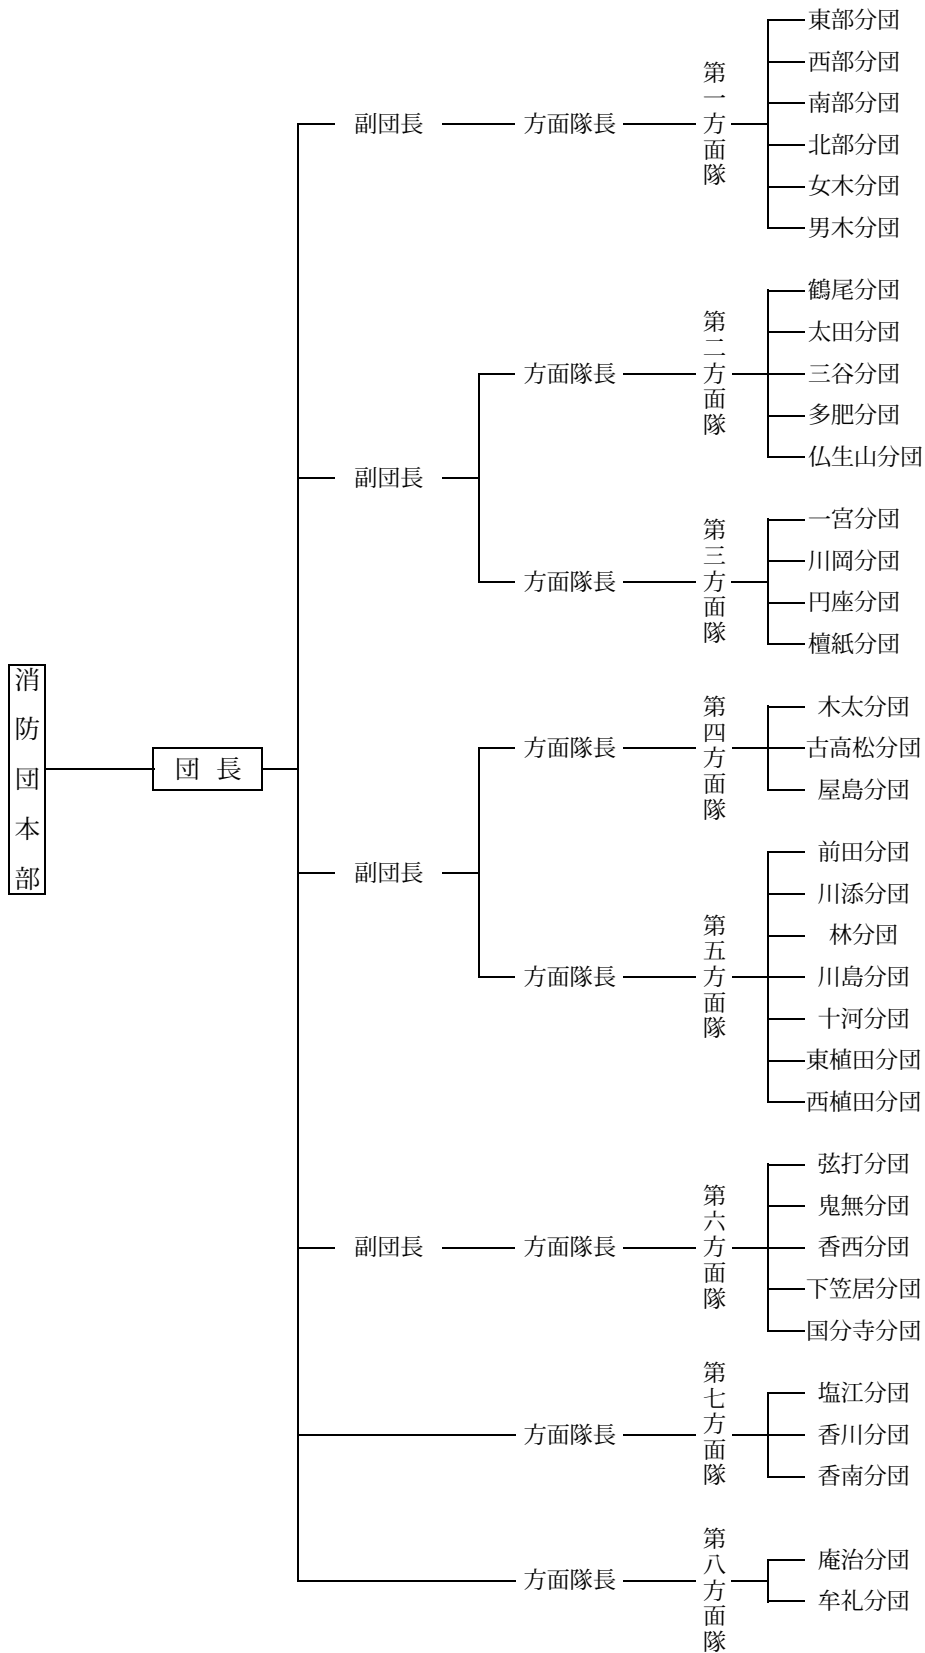 消防団本部
団長
副団長
方面隊長
第一方面隊
東部分団
西部分団
南部分団
北部分団
女木分団
男木分団
副団長
方面隊長
第二方面隊
鶴尾分団
太田分団
三谷分団
多肥分団
仏生山分団
方面隊長
第三方面隊
一宮分団
川岡分団
円座分団
檀紙分団
副団長
方面隊長
第四方面隊
木太分団
古高松分団
屋島分団
方面隊長
第五方面隊
前田分団
川添分団
林分団
川島分団
十河分団
東植田分団
西植田分団
副団長
方面隊長
第六方面隊
弦打分団
鬼無分団
香西分団
下笠居分団
国分寺分団
方面隊長
第七方面隊
塩江分団
香川分団
香南分団
方面隊長
第八方面隊
庵治分団
牟礼分団